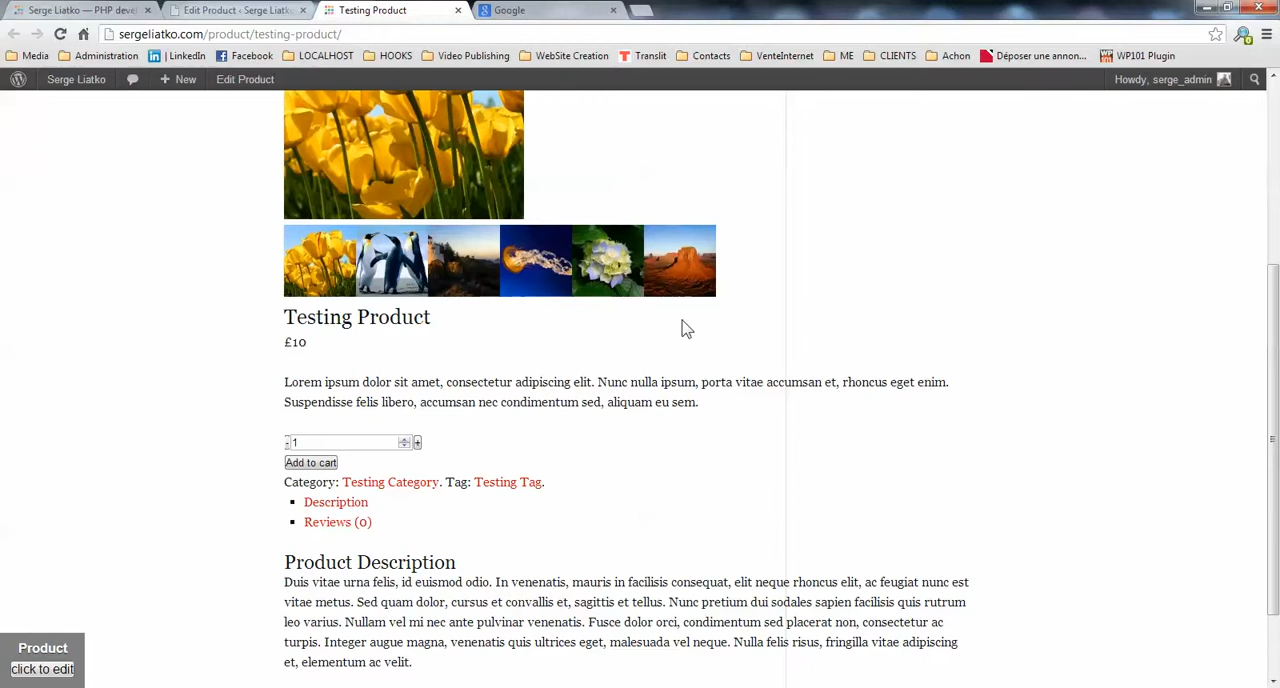 Serge Liatko — PHP devel
Edit Product ‹ Serge Liatko
Testing Product
Google
sergeliatko.com/product/testing-product/
Media
Administration
LinkedIn
Facebook
LOCALHOST
HOOKS
Video Publishing
WebSite Creation
Translit
Contacts
VenteInternet
ME
CLIENTS
Achon
Déposer une annon...
WP101 Plugin
Serge Liatko
New
Edit Product
Howdy, serge_admin
Testing Product
£10
Lorem ipsum dolor sit amet, consectetur adipiscing elit. Nunc nulla ipsum, porta vitae accumsan et, rhoncus eget enim.
Suspendisse felis libero, accumsan nec condimentum sed, aliquam eu sem.
- 1 +
Add to cart
Category: Testing Category. Tag: Testing Tag.
Description
Reviews (0)
Product Description
Duis vitae urna felis, id euismod odio. In venenatis, mauris in facilisis consequat, elit neque rhoncus elit, ac feugiat nunc est
vitae metus. Sed quam dolor, cursus et convallis et, sagittis et tellus. Nunc pretium dui sodales sapien facilisis quis rutrum
leo varius. Nullam vel mi nec ante pulvinar venenatis. Fusce dolor orci, condimentum sed placerat non, consectetur ac
turpis. Integer augue magna, venenatis quis ultrices eget, malesuada vel neque. Nulla felis risus, fringilla vitae adipiscing
et, elementum ac velit.
Product
click to edit